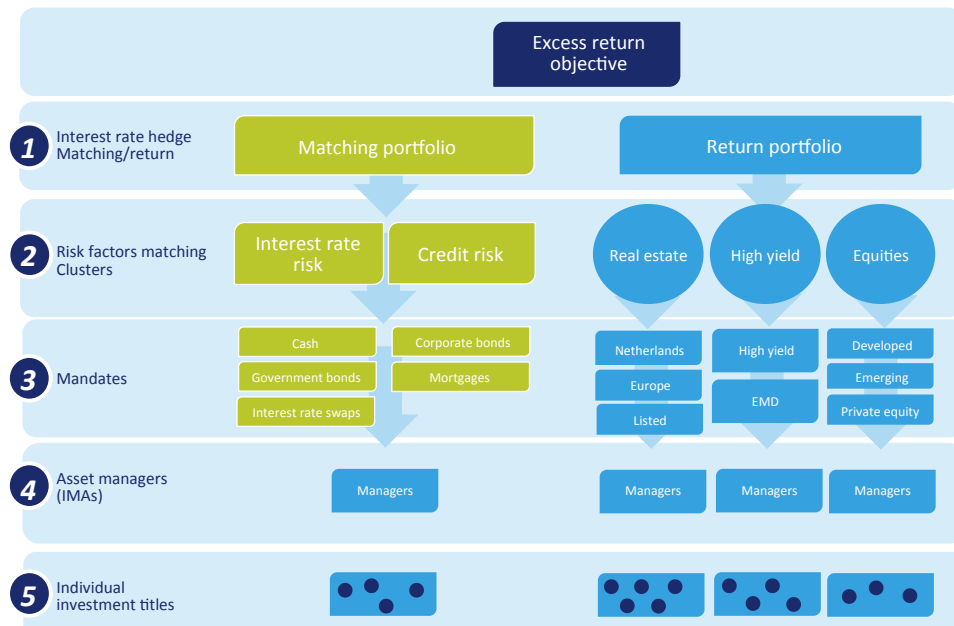 Excess return
objective
1
Interest rate hedge
Matching/return
Matching portfolio
Return portfolio
2
Risk factors matching
Clusters
Interest rate
risk
Credit risk
Real estate
High yield
Equities
3
Mandates
Cash
Corporate bonds
Government bonds
Mortgages
Interest rate swaps
Netherlands
Europe
Listed
High yield
EMD
Developed
Emerging
Private equity
4
Asset managers
(IMAs)
Managers
Managers
Managers
Managers
5
Individual
investment titles